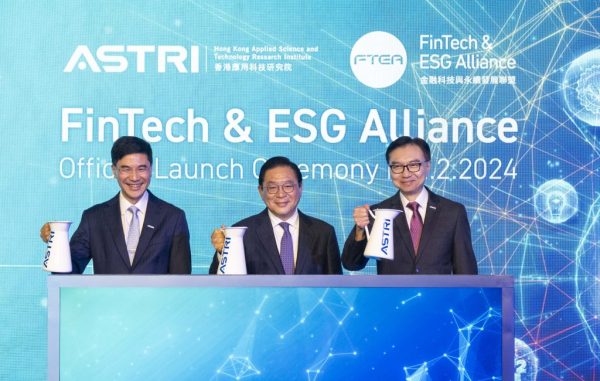 ASTRI
Hong Kong Applied Science and
Technology Research Institute
香港應用科技研究院
FTEA
FinTech &
ESG Alliance
金融科技與永續發展聯盟
FinTech & ESG Alliance
Launch Ceremony
2:2024
ASTRI
ASTRI
ASTRI